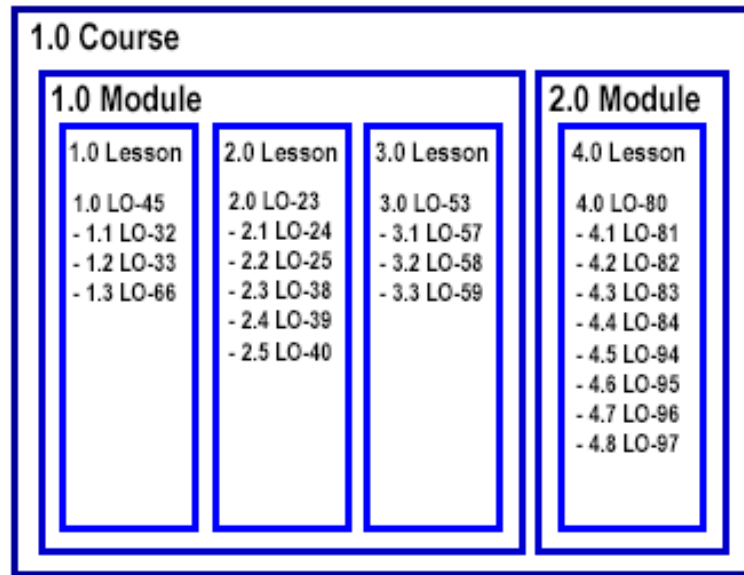 1.0 Course
1.0 Module
1.0 Lesson
1.0 LO-45
- 1.1 LO-32
- 1.2 LO-33
- 1.3 LO-66
2.0 Lesson
2.0 LO-23
- 2.1 LO-24
- 2.2 LO-25
- 2.3 LO-38
- 2.4 LO-39
- 2.5 LO-40
3.0 Lesson
3.0 LO-53
- 3.1 LO-57
- 3.2 LO-58
- 3.3 LO-59
2.0 Module
4.0 Lesson
4.0 LO-80
- 4.1 LO-81
- 4.2 LO-82
- 4.3 LO-83
- 4.4 LO-84
- 4.5 LO-94
- 4.6 LO-95
- 4.7 LO-96
- 4.8 LO-97